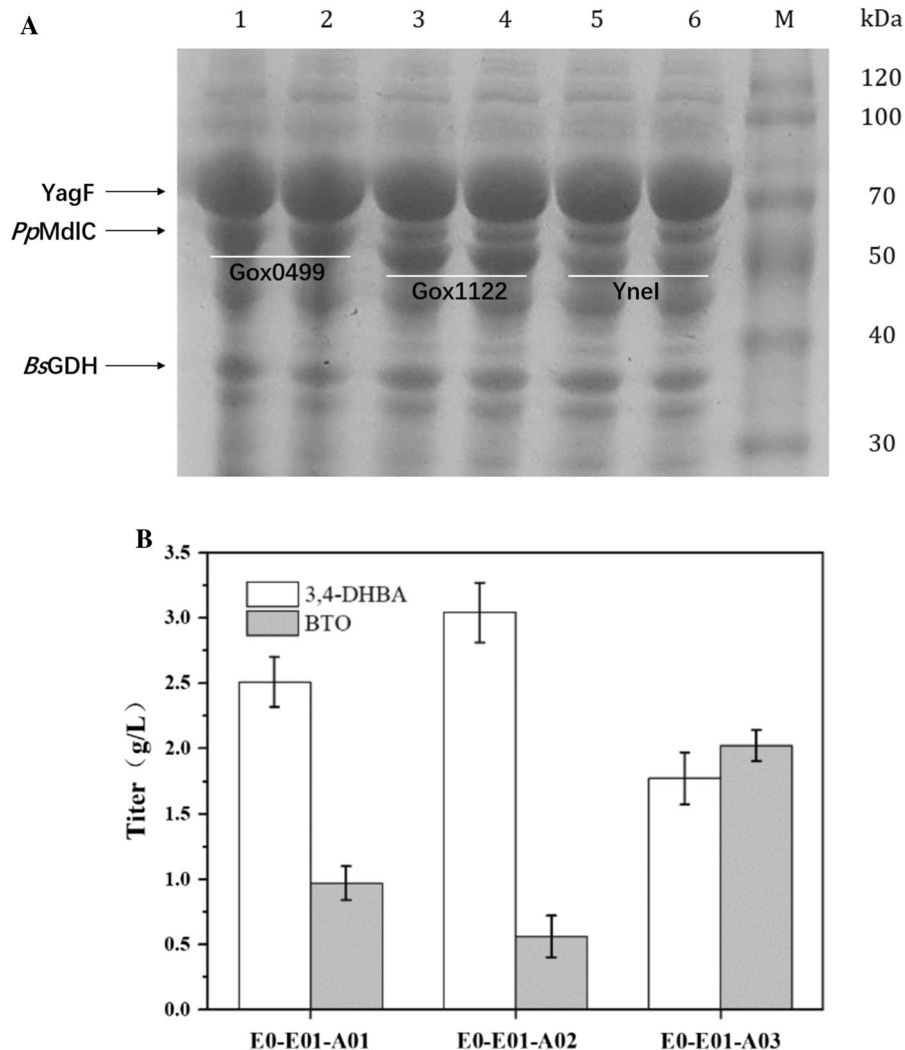 A
1 2 3 4 5 6 M kDa
120
100
YagF
70
PpMdlC
50
Gox0499
Gox1122 YneI
40
BsGDH
30
B
3.5
3,4-DHBA
BTO
3.0
2.5
2.0
1.5
1.0
0.5
0.0
Titer（g/L）
E0-E01-A01 E0-E01-A02 E0-E01-A03